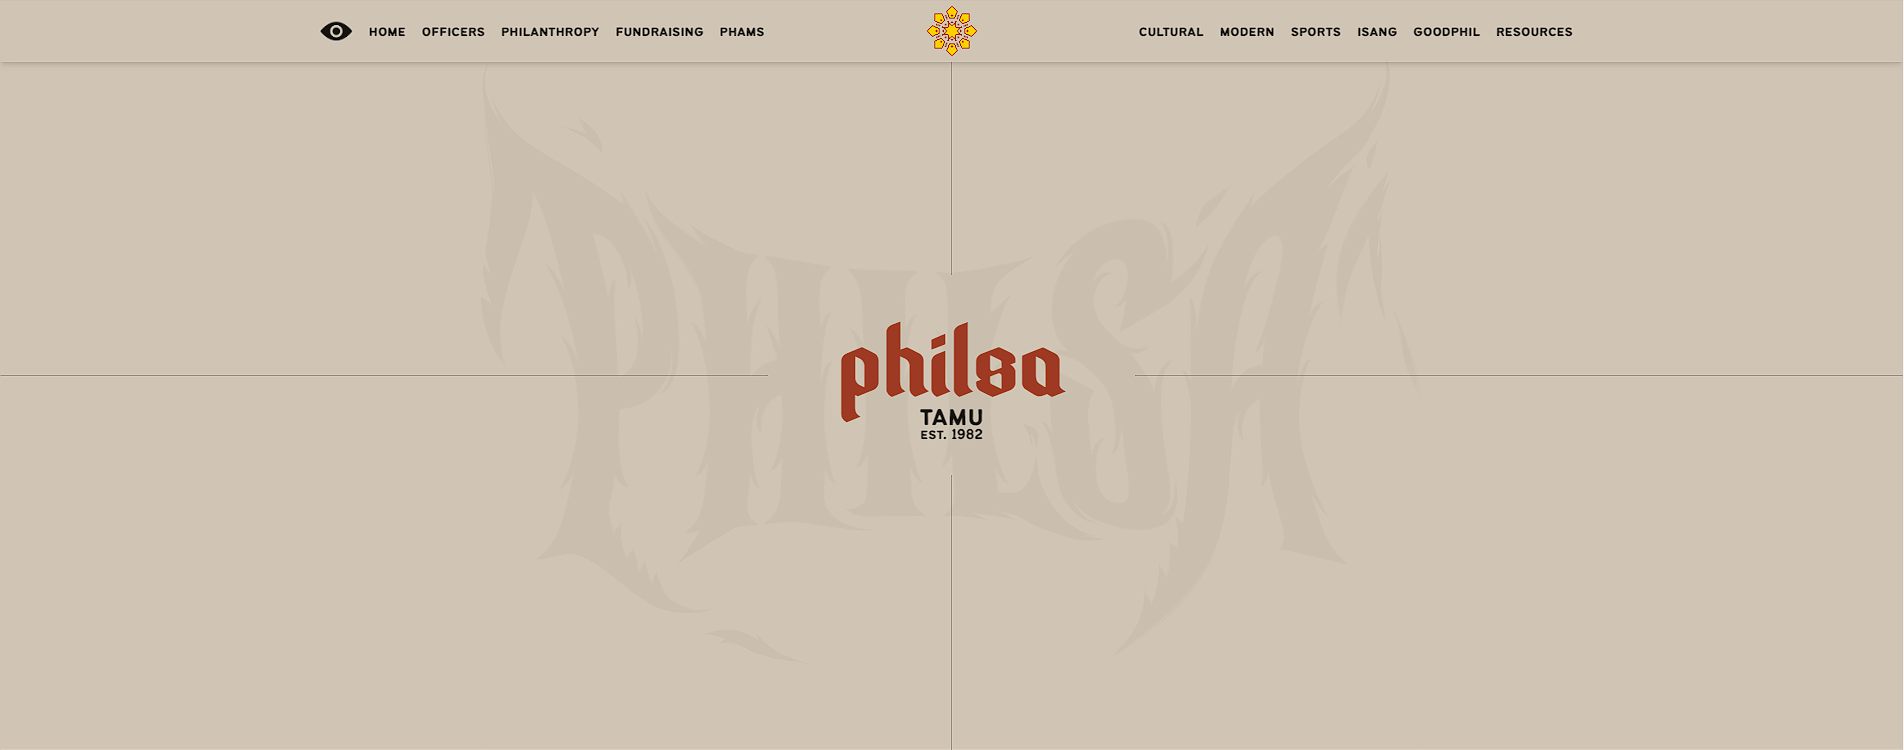 HOME OFFICERS PHILANTHROPY FUNDRAISING PHAMS CULTURAL MODERN SPORTS ISANG GOODPHIL RESOURCES
PHILSA
philsa
TAMU
EST. 1982